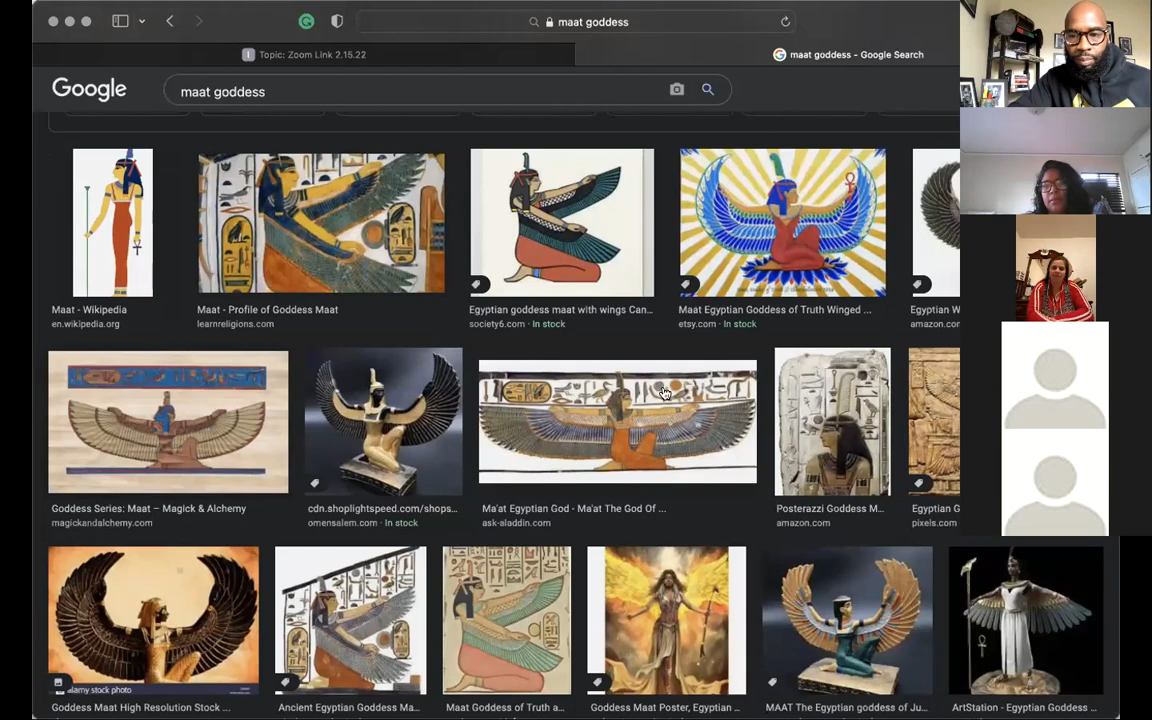 maat goddess
Topic: Zoom Link 2.15.22
maat goddess - Google Search
Google
maat goddess
Maat - Wikipedia
en.wikipedia.org
Maat - Profile of Goddess Maat
learnreligions.com
Egyptian goddess maat with wings Can...
society6.com · In stock
Maat Egyptian Goddess of Truth Winged ...
etsy.com · In stock
Egyptian W
amazon.co
Goddess Series: Maat – Magick & Alchemy
magickandalchemy.com
cdn.shoplightspeed.com/shops...
omensalem.com · In stock
Ma'at Egyptian God - Ma'at The God Of ...
ask-aladdin.com
Posterazzi Goddess M...
amazon.com
Egyptian G
pixels.com
alamy stock photo
Goddess Maat High Resolution Stock ...
Ancient Egyptian Goddess Ma...
Maat Goddess of Truth a...
Goddess Maat Poster, Egyptian ...
MAAT The Egyptian goddess of Ju...
ArtStation - Egyptian Goddess ...